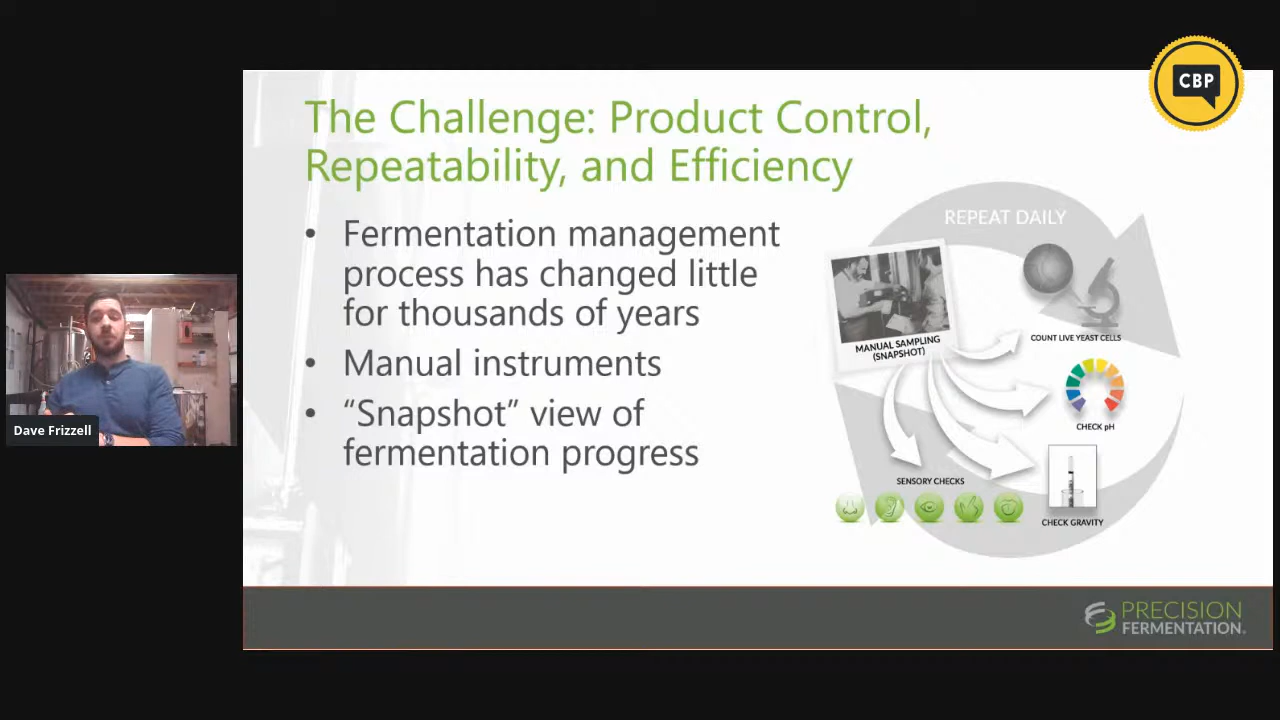 CBP
The Challenge: Product Control,
Repeatability, and Efficiency
• Fermentation management
process has changed little
for thousands of years
• Manual instruments
• “Snapshot” view of
fermentation progress
REPEAT DAILY
MANUAL SAMPLING
(SNAPSHOT)
COUNT LIVE YEAST CELLS
CHECK pH
SENSORY CHECKS
CHECK GRAVITY
Dave Frizzell
PRECISION
FERMENTATION.